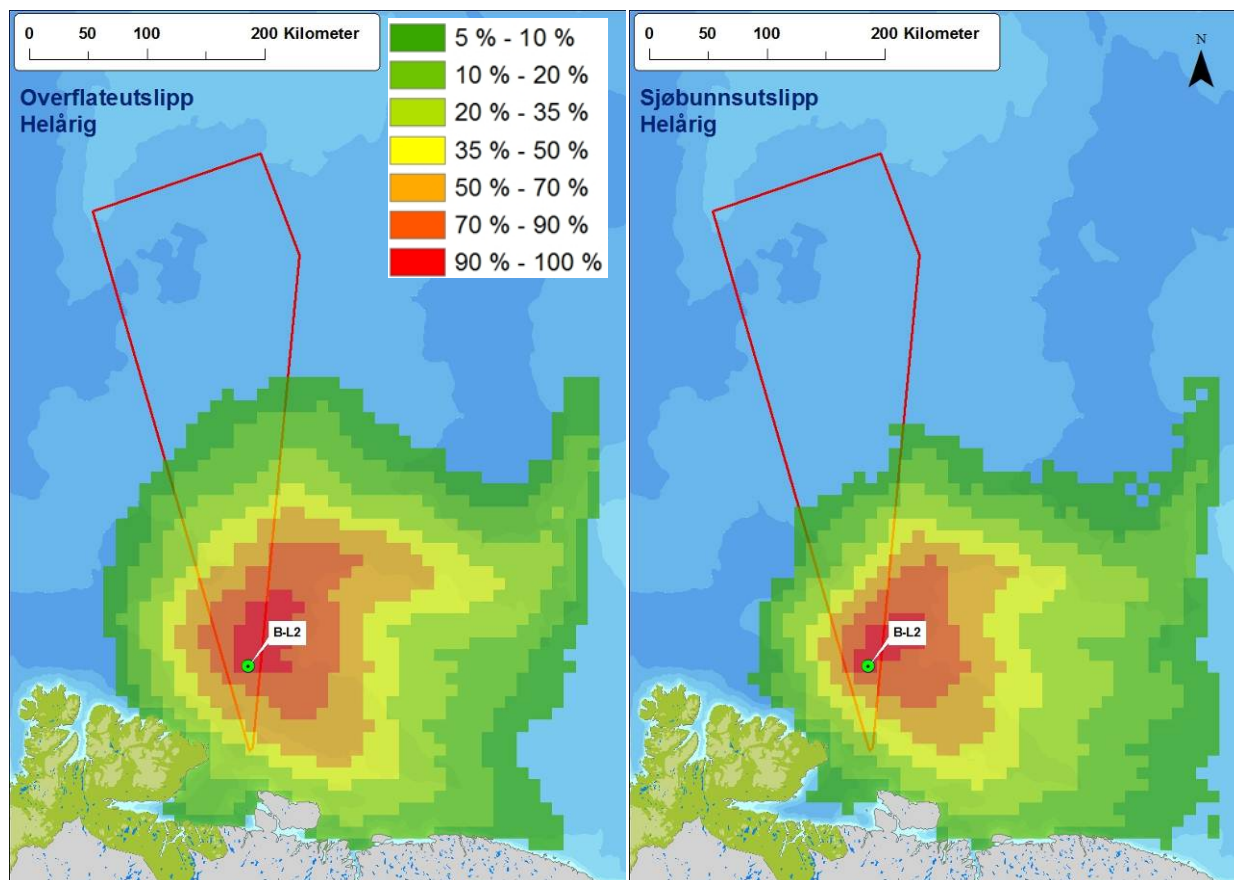 0 50 100 200 Kilometer
Overflateutslipp
Helårig
5 % - 10 %
10 % - 20 %
20 % - 35 %
35 % - 50 %
50 % - 70 %
70 % - 90 %
90 % - 100 %
B-L2
0 50 100 200 Kilometer
Sjøbunnsutslipp
Helårig
N
B-L2